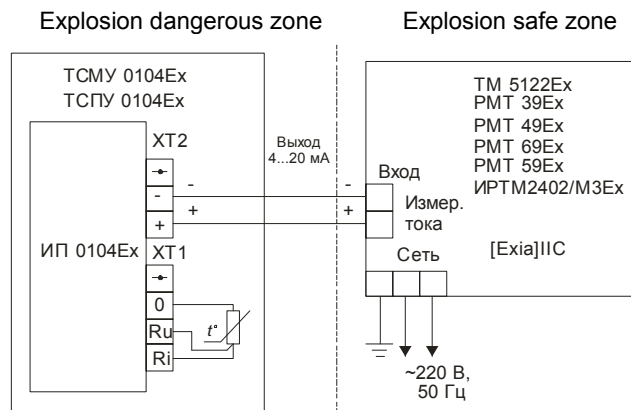 Explosion dangerous zone
Explosion safe zone
ТСМУ 0104Ex
ТСПУ 0104Ex
ИП 0104Ex
XT2
-
+
XT1
0
Ru
Ri
t°
-
+
Выход
4...20 мА
-
+
Вход
Измер.
тока
Сеть
ТМ 5122Ex
РМТ 39Ex
РМТ 49Ex
РМТ 69Ex
РМТ 59Ex
ИРТМ2402/М3Ex
[Exia]IIC
~220 В,
50 Гц